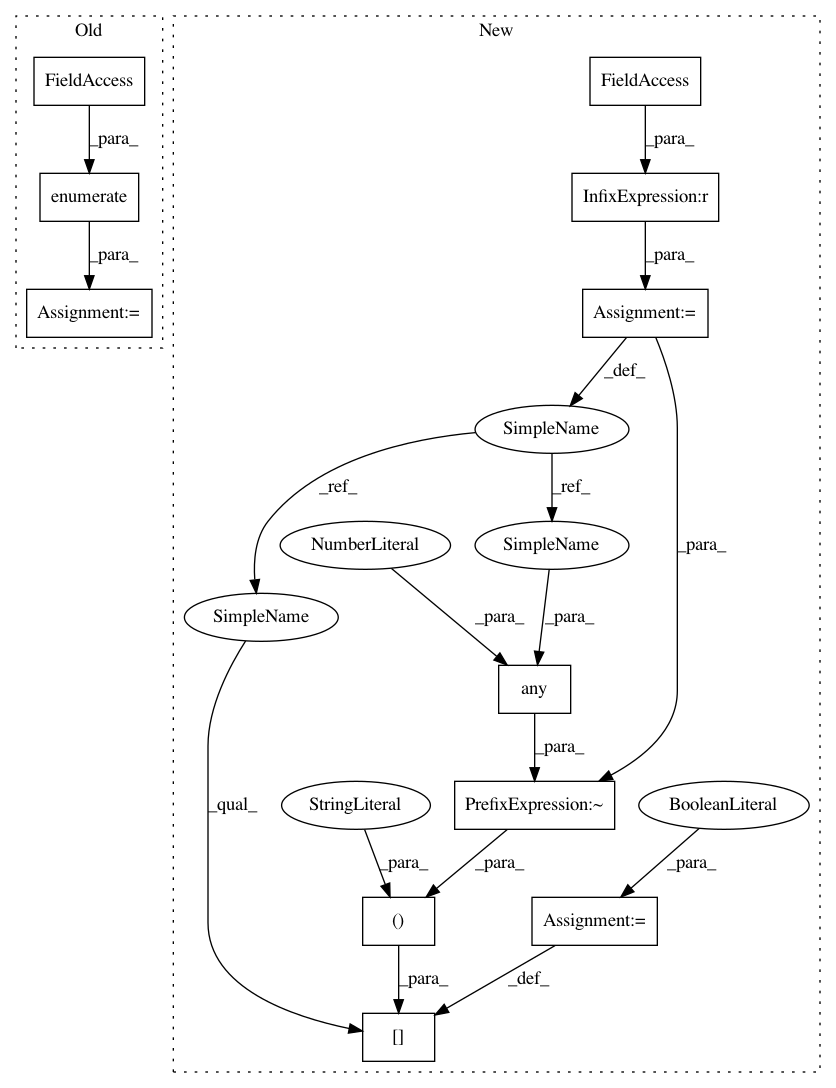 Old
New
FieldAccess
FieldAccess
_para_
_para_
enumerate
InfixExpression:r
_para_
_para_
Assignment:=
Assignment:=
_def_
SimpleName
_ref_
_ref_
NumberLiteral
SimpleName
_para_
SimpleName
_para_
_para_
any
_para_
_qual_
StringLiteral
PrefixExpression:~
BooleanLiteral
_para_
_para_
_para_
()
Assignment:=
_para_
_def_
[]